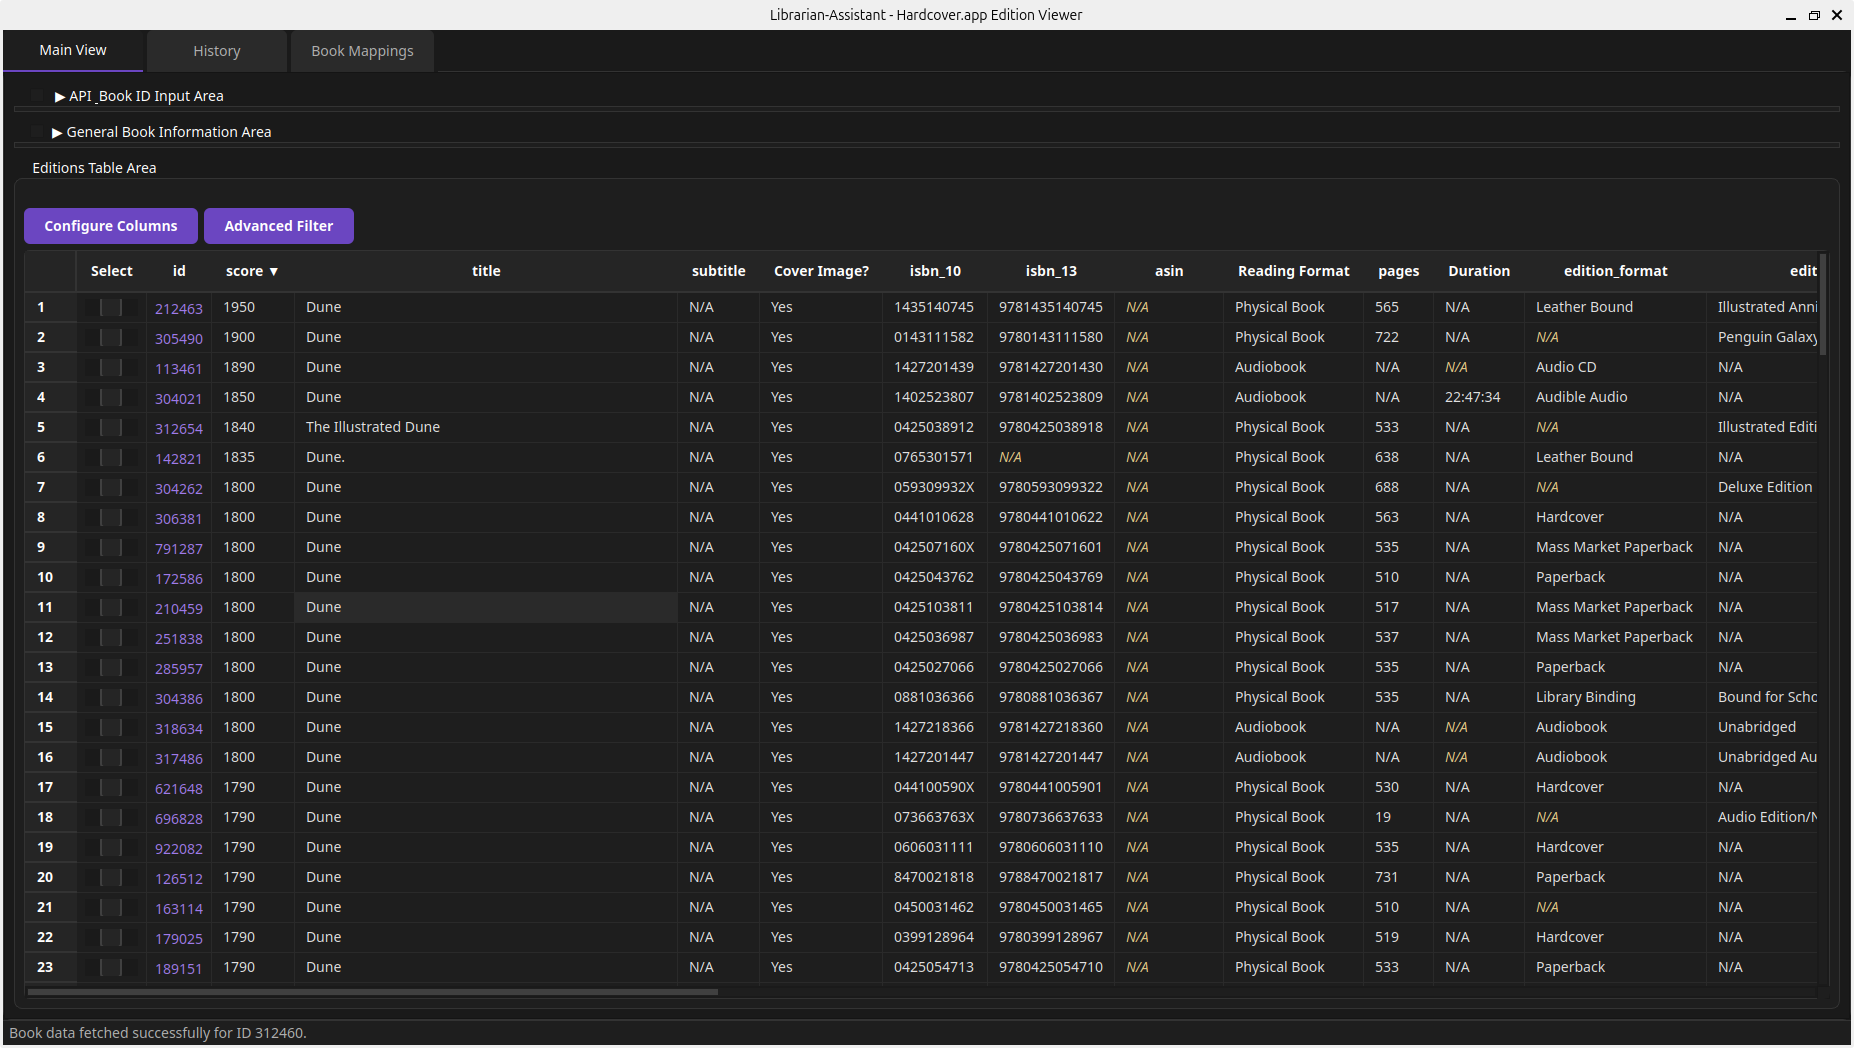 Librarian-Assistant - Hardcover.app Edition Viewer
Main View History Book Mappings
▶ API _Book ID Input Area
▶ General Book Information Area
Editions Table Area
Configure Columns Advanced Filter
Select id score ▼ title subtitle Cover Image? isbn_10 isbn_13 asin Reading Format pages Duration edition_format edit
1 212463 1950 Dune N/A Yes 1435140745 9781435140745 N/A Physical Book 565 N/A Leather Bound Illustrated Anni
2 305490 1900 Dune N/A Yes 0143111582 9780143111580 N/A Physical Book 722 N/A N/A Penguin Galaxy
3 113461 1890 Dune N/A Yes 1427201439 9781427201430 N/A Audiobook N/A N/A Audio CD N/A
4 304021 1850 Dune N/A Yes 1402523807 9781402523809 N/A Audiobook N/A 22:47:34 Audible Audio N/A
5 312654 1840 The Illustrated Dune N/A Yes 0425038912 9780425038918 N/A Physical Book 533 N/A N/A Illustrated Editi
6 142821 1835 Dune. N/A Yes 0765301571 N/A N/A Physical Book 638 N/A Leather Bound N/A
7 304262 1800 Dune N/A Yes 059309932X 9780593099322 N/A Physical Book 688 N/A N/A Deluxe Edition
8 306381 1800 Dune N/A Yes 0441010628 9780441010622 N/A Physical Book 563 N/A Hardcover N/A
9 791287 1800 Dune N/A Yes 042507160X 9780425071601 N/A Physical Book 535 N/A Mass Market Paperback N/A
10 172586 1800 Dune N/A Yes 0425043762 9780425043769 N/A Physical Book 510 N/A Paperback N/A
11 210459 1800 Dune N/A Yes 0425103811 9780425103814 N/A Physical Book 517 N/A Mass Market Paperback N/A
12 251838 1800 Dune N/A Yes 0425036987 9780425036983 N/A Physical Book 537 N/A Mass Market Paperback N/A
13 285957 1800 Dune N/A Yes 0425027066 9780425027066 N/A Physical Book 535 N/A Paperback N/A
14 304386 1800 Dune N/A Yes 0881036366 9780881036367 N/A Physical Book 535 N/A Library Binding Bound for Scho
15 318634 1800 Dune N/A Yes 1427218366 9781427218360 N/A Audiobook N/A N/A Audiobook Unabridged
16 317486 1800 Dune N/A Yes 1427201447 9781427201447 N/A Audiobook N/A N/A Audiobook Unabridged Au
17 621648 1790 Dune N/A Yes 044100590X 9780441005901 N/A Physical Book 530 N/A Hardcover N/A
18 696828 1790 Dune N/A Yes 073663763X 9780736637633 N/A Physical Book 19 N/A N/A Audio Edition/N
19 922082 1790 Dune N/A Yes 0606031111 9780606031110 N/A Physical Book 535 N/A Hardcover N/A
20 126512 1790 Dune N/A Yes 8470021818 9788470021817 N/A Physical Book 731 N/A Paperback N/A
21 163114 1790 Dune N/A Yes 0450031462 9780450031465 N/A Physical Book 510 N/A N/A N/A
22 179025 1790 Dune N/A Yes 0399128964 9780399128967 N/A Physical Book 519 N/A Hardcover N/A
23 189151 1790 Dune N/A Yes 0425054713 9780425054710 N/A Physical Book 533 N/A Paperback N/A
Book data fetched successfully for ID 312460.